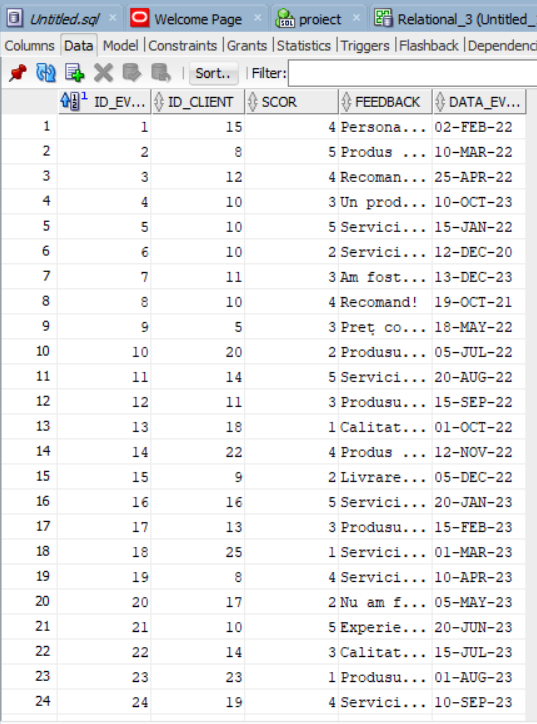 Untitled.sql × Welcome Page × proiect × Relational_3 (Untitled_
Columns Data Model |Constraints |Grants |Statistics |Triggers |Flashback |Dependenc
Sort.. Filter:
ID_EV... ID_CLIENT SCOR FEEDBACK DATA_EV...
1 1 15 4 Persona... 02-FEB-22
2 2 8 5 Produs ... 10-MAR-22
3 3 12 4 Recoman... 25-APR-22
4 4 10 3 Un prod... 10-OCT-23
5 5 10 5 Servici... 15-JAN-22
6 6 10 2 Servici... 12-DEC-20
7 7 11 3 Am fost... 13-DEC-23
8 8 10 4 Recomand! 19-OCT-21
9 9 5 3 Preț co... 18-MAY-22
10 10 20 2 Produsu... 05-JUL-22
11 11 14 5 Servici... 20-AUG-22
12 12 11 3 Produsu... 15-SEP-22
13 13 18 1 Calitat... 01-OCT-22
14 14 22 4 Produs ... 12-NOV-22
15 15 9 2 Livrare... 05-DEC-22
16 16 16 5 Servici... 20-JAN-23
17 17 13 3 Produsu... 15-FEB-23
18 18 25 1 Servici... 01-MAR-23
19 19 8 4 Servici... 10-APR-23
20 20 17 2 Nu am f... 05-MAY-23
21 21 10 5 Experie... 20-JUN-23
22 22 14 3 Calitat... 15-JUL-23
23 23 23 1 Produsu... 01-AUG-23
24 24 19 4 Servici... 10-SEP-23